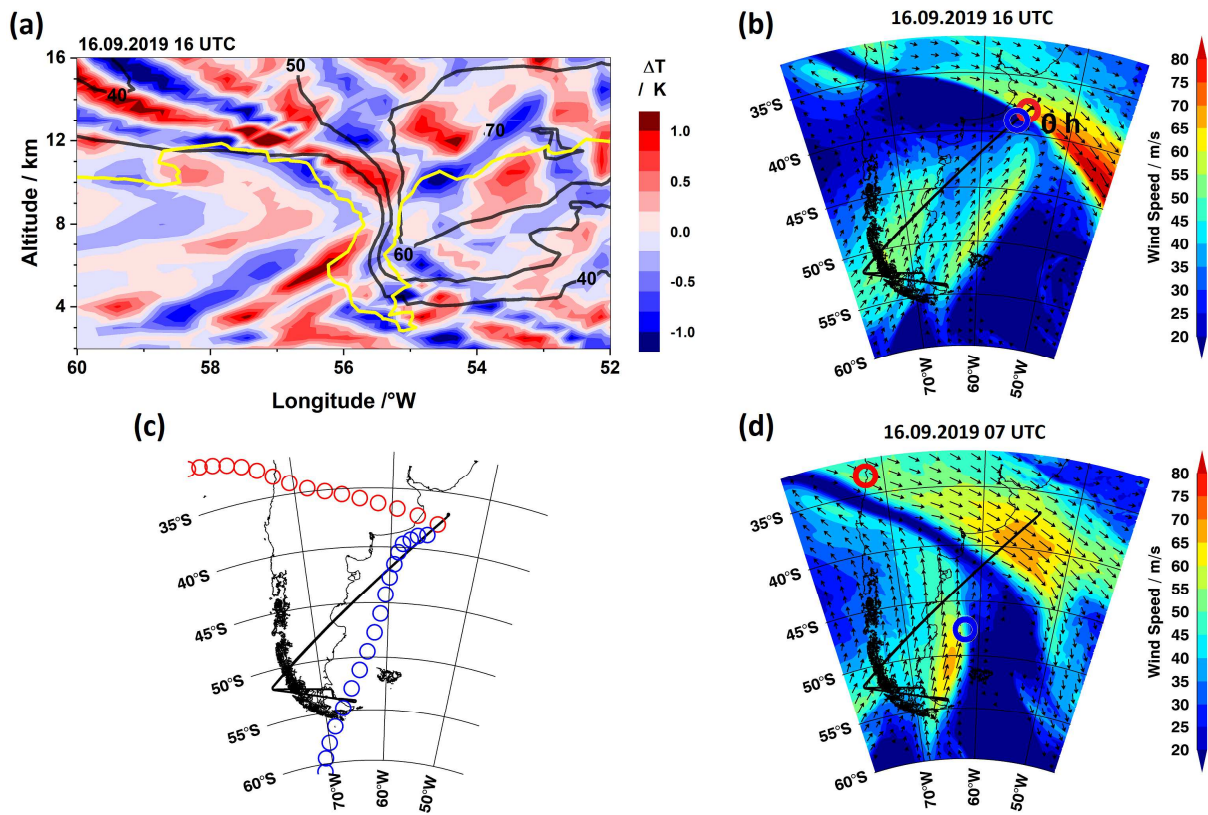 (a)
16.09.2019 16 UTC
16
12
8
4
Altitude / km
60
58
56
54
52
Longitude /°W
40
50
70
60
40
ΔT
/ K
1.0
0.5
0.0
-0.5
-1.0
(b)
16.09.2019 16 UTC
0 h
35°S
40°S
45°S
50°S
55°S
60°S
70°W
60°W
50°W
80
75
70
65
60
55
50
45
40
35
30
25
20
Wind Speed / m/s
(c)
35°S
40°S
45°S
50°S
55°S
60°S
70°W
60°W
50°W
(d)
16.09.2019 07 UTC
35°S
40°S
45°S
50°S
55°S
60°S
70°W
60°W
50°W
80
75
70
65
60
55
50
45
40
35
30
25
20
Wind Speed / m/s